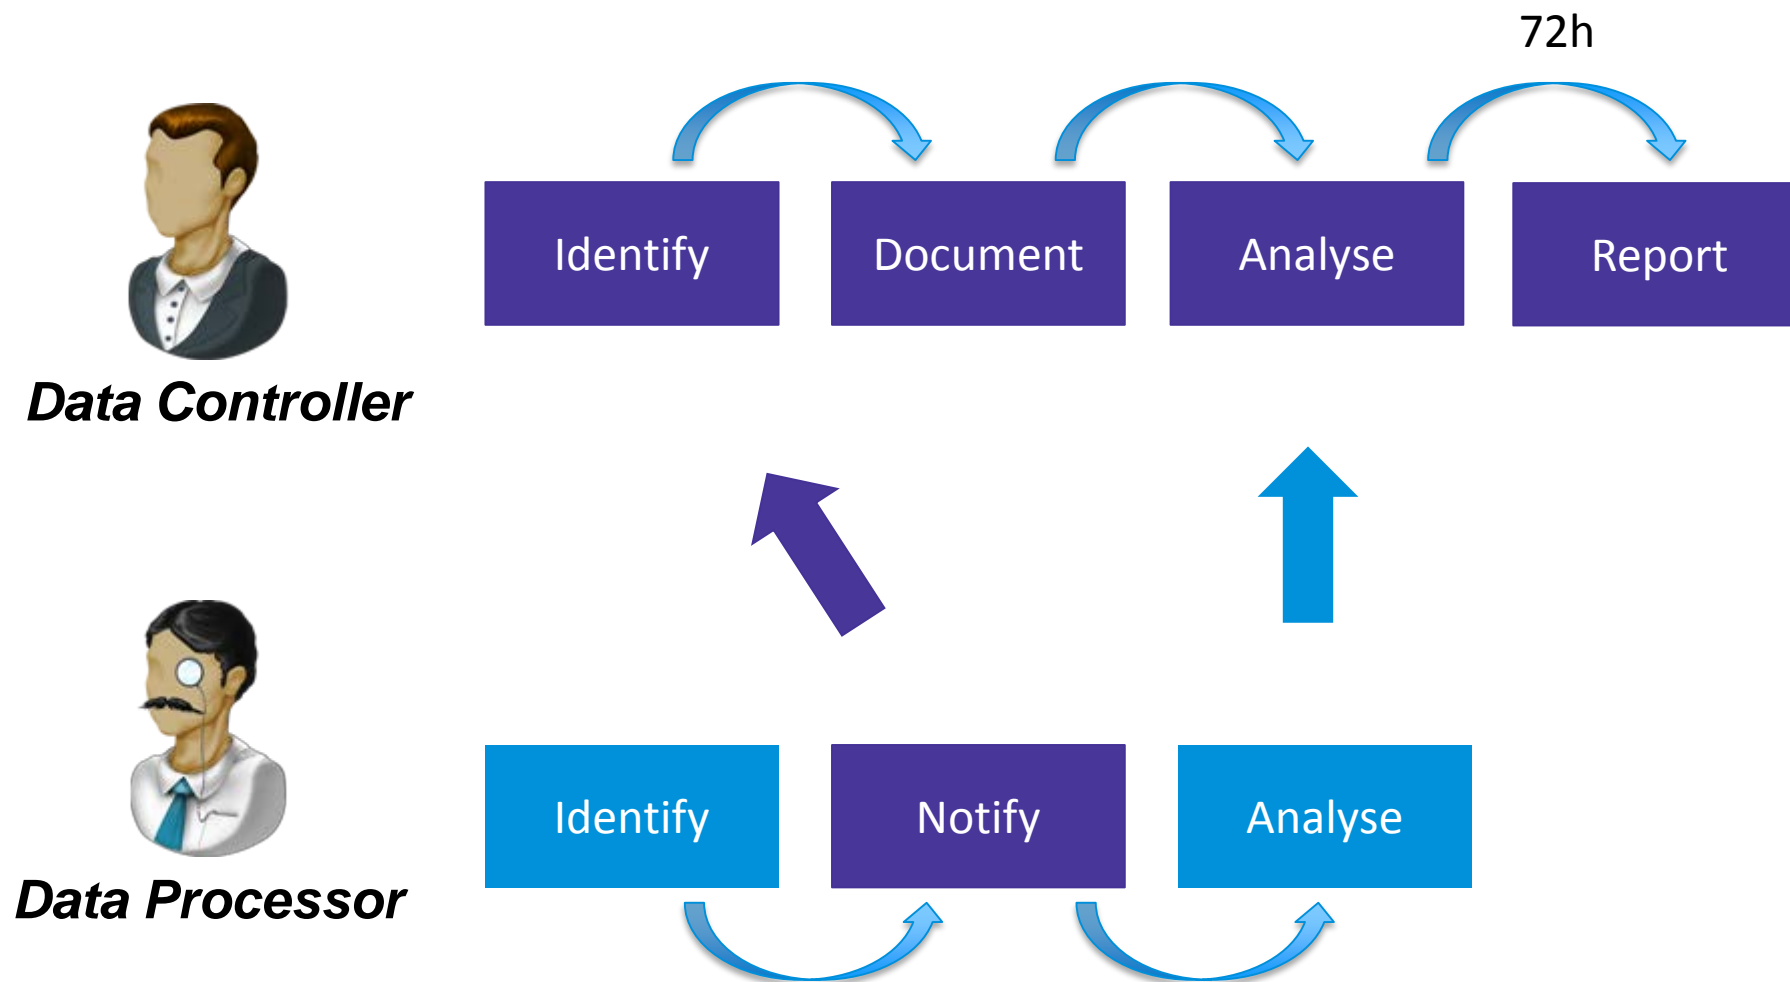 72h
Identify
Document
Analyse
Report
Data Controller
Identify
Notify
Analyse
Data Processor